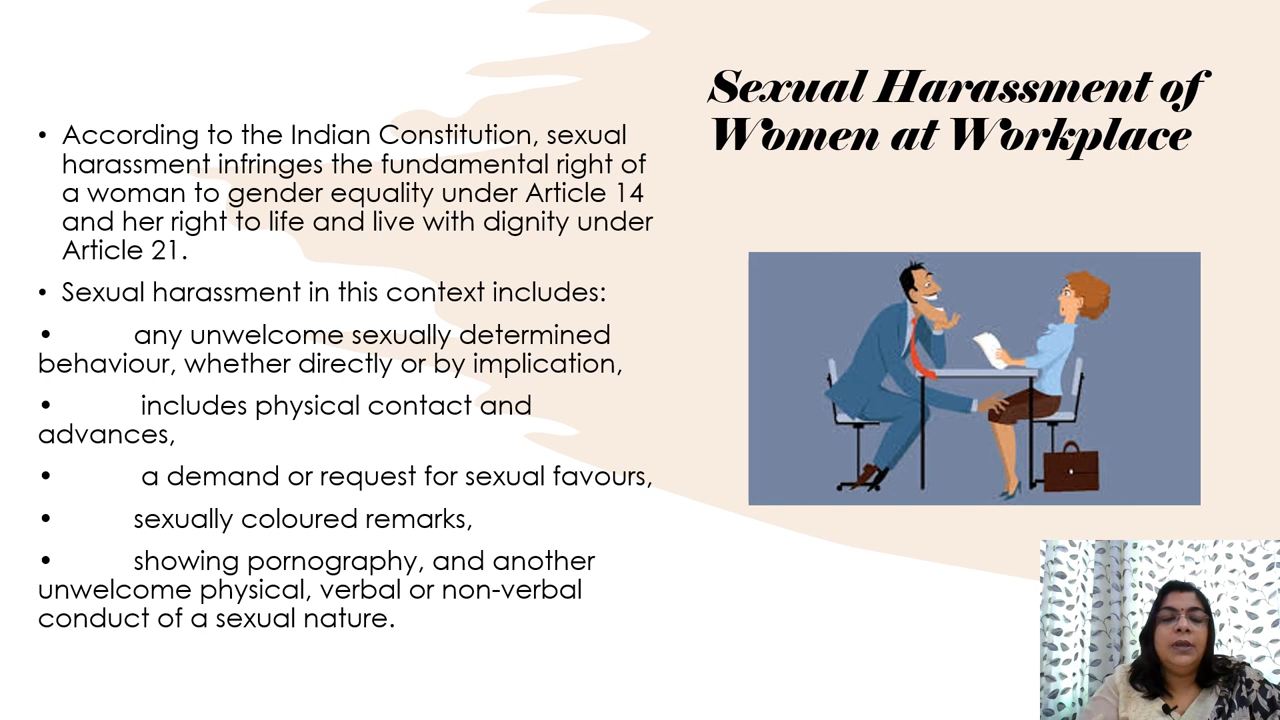 Sexual Harassment of
Women at Workplace
• According to the Indian Constitution, sexual
harassment infringes the fundamental right of
a woman to gender equality under Article 14
and her right to life and live with dignity under
Article 21.
• Sexual harassment in this context includes:
• any unwelcome sexually determined
behaviour, whether directly or by implication,
• includes physical contact and
advances,
• a demand or request for sexual favours,
• sexually coloured remarks,
• showing pornography, and another
unwelcome physical, verbal or non-verbal
conduct of a sexual nature.